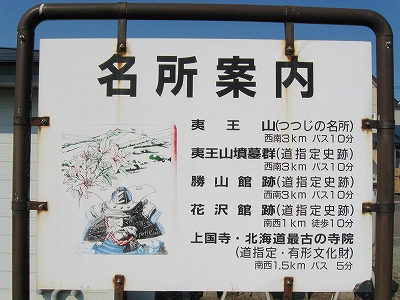 名所案内
夷王山(つつじの名所)
西南3km バス10分
夷王山墳墓群(道指定史跡)
西南3km バス10分
勝山館跡(道指定史跡)
西南3km バス10分
花沢館跡(道指定史跡)
南西1km 徒歩10分
上国寺・北海道最古の寺院
(道指定・有形文化財)
南西1.5km バス 5分